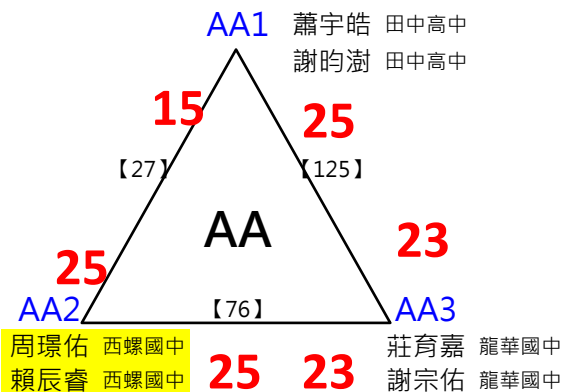 AA1 蕭宇皓 田中高中
謝昀澍 田中高中
15 25
【27】 【125】
AA
23
25
AA2 【76】 AA3
周璟佑 西螺國中 莊育嘉 龍華國中
賴辰睿 西螺國中 25 23 謝宗佑 龍華國中